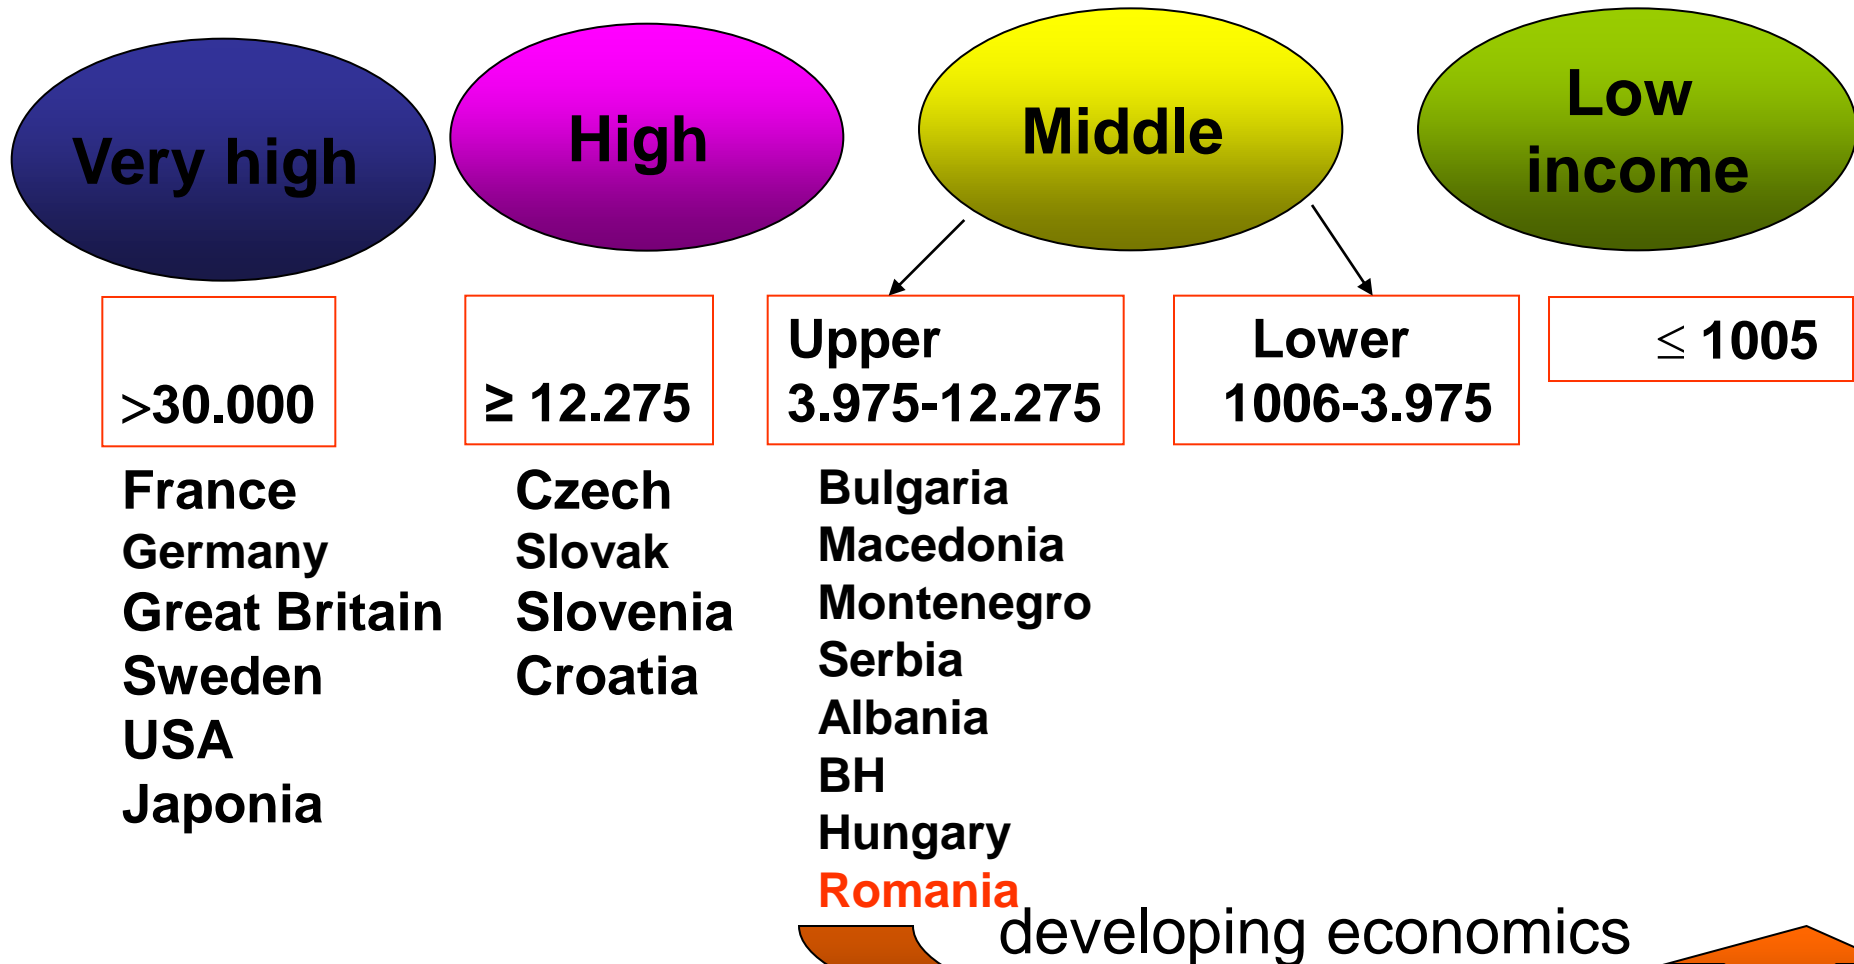 Very high
High
Middle
Low
income
>30.000
≥ 12.275
Upper
3.975-12.275
Lower
1006-3.975
≤ 1005
France
Germany
Great Britain
Sweden
USA
Japonia
Czech
Slovak
Slovenia
Croatia
Bulgaria
Macedonia
Montenegro
Serbia
Albania
BH
Hungary
Romania
developing economics